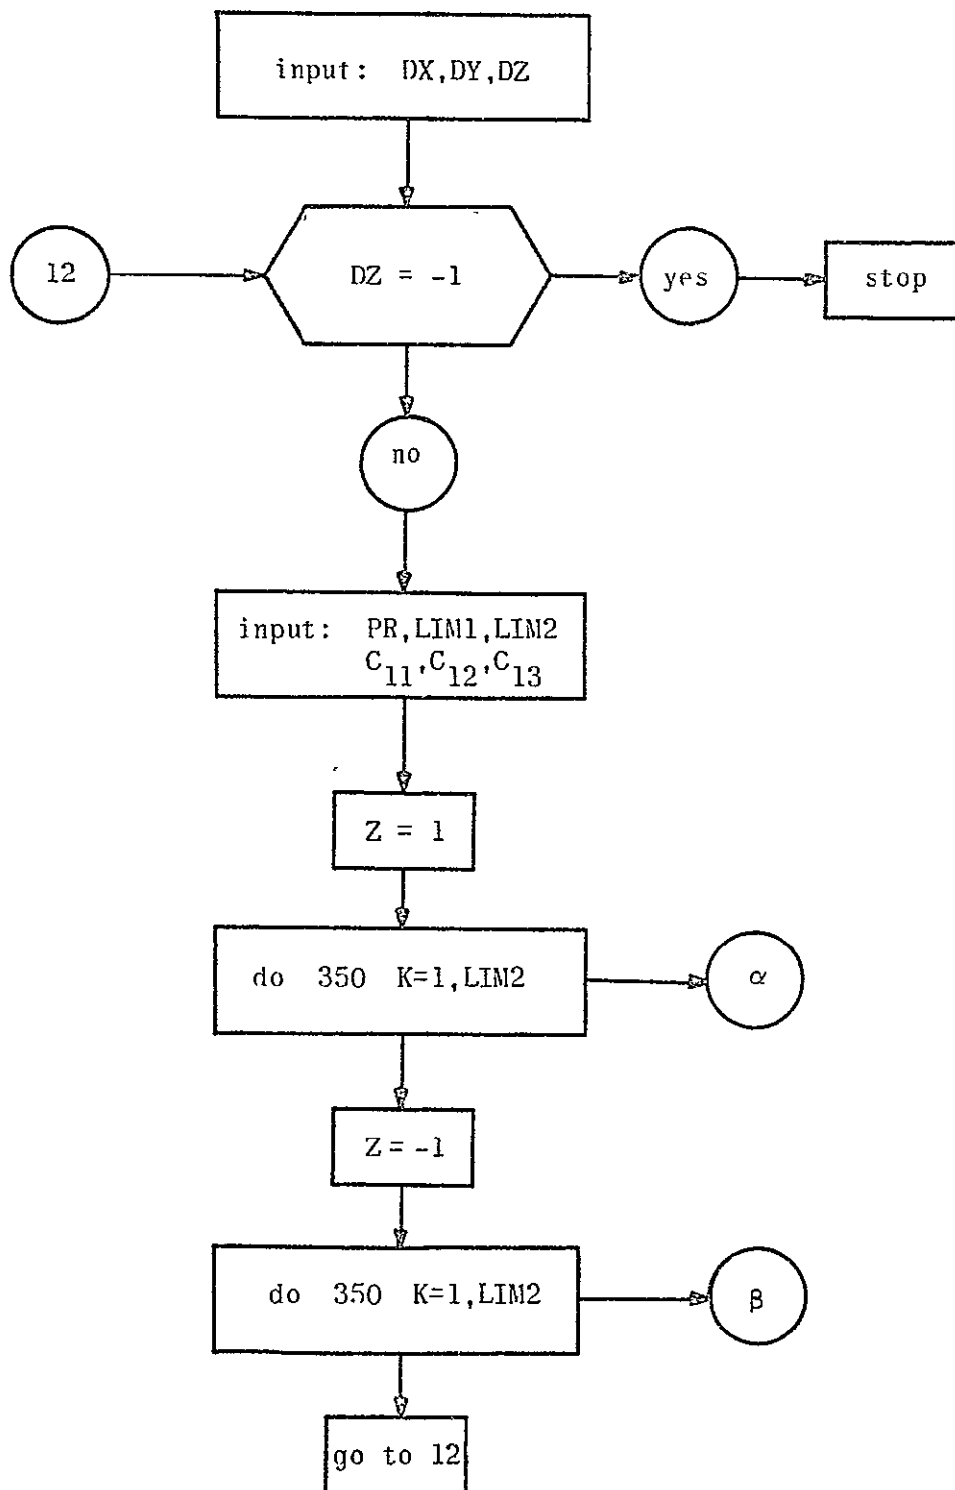 input: DX,DY,DZ
12
DZ = -1
yes
stop
no
input: PR,LIM1,LIM2
C11,C12,C13
Z = 1
do 350 K=1,LIM2
α
Z = -1
do 350 K=1,LIM2
β
go to 12